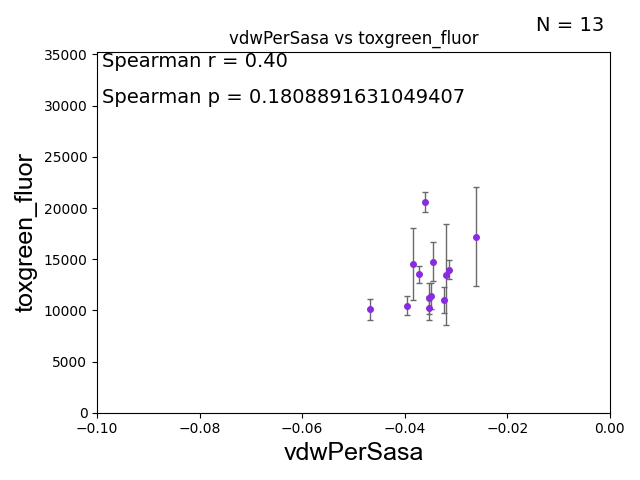 N = 13
vdwPerSasa vs toxgreen_fluor
Spearman r = 0.40
Spearman p = 0.1808891631049407
35000
30000
25000
20000
15000
10000
5000
0
toxgreen_fluor
−0.10 −0.08 −0.06 −0.04 −0.02 0.00
vdwPerSasa